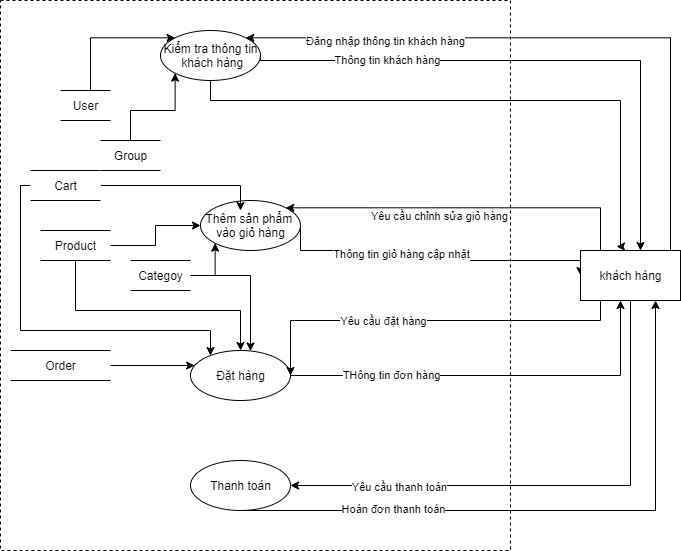 Đăng nhập thông tin khách hàng
Kiểm tra thông tin
khách hàng
Thông tin khách hàng
User
Group
Cart
Thêm sản phẩm
vào giỏ hàng
Yêu cầu chỉnh sửa giỏ hàng
Product
Thông tin giỏ hàng cập nhật
Categoy
khách hàng
Yêu cầu đặt hàng
Order
Đặt hàng
THông tin đơn hàng
Thanh toán
Yêu cầu thanh toán
Hoán đơn thanh toán